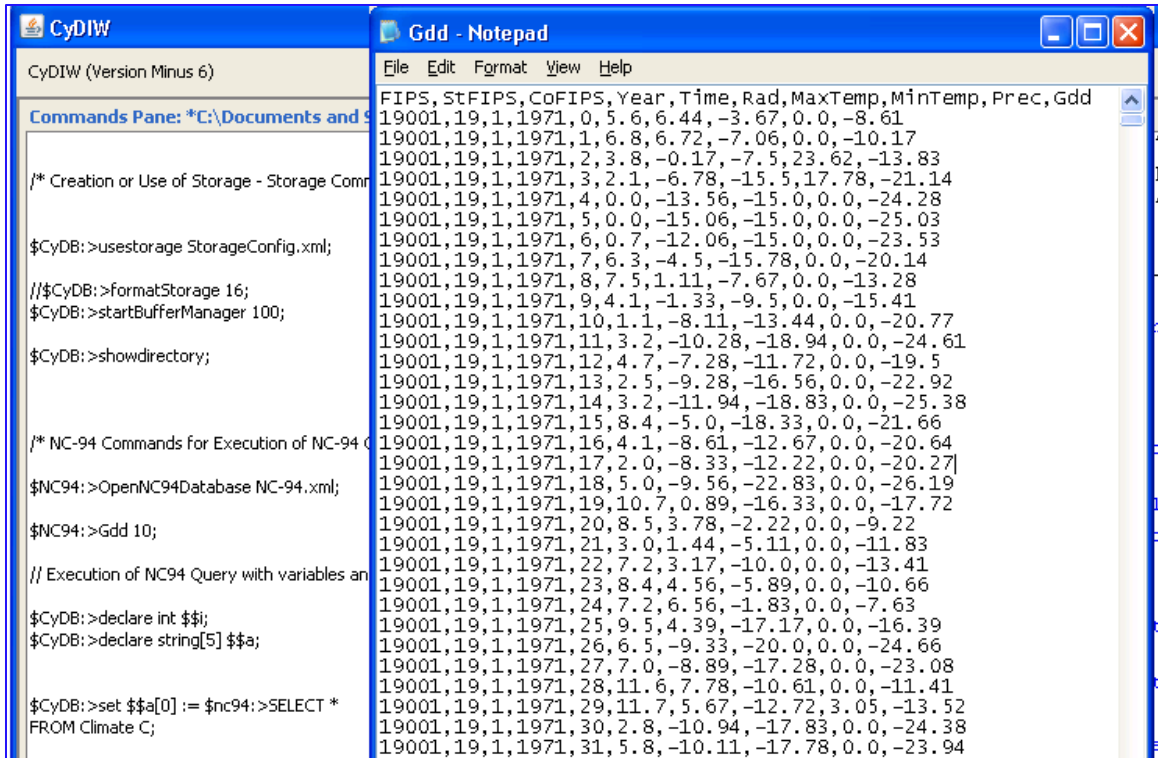 CyDIW
CyDIW (Version Minus 6)
Commands Pane: *C:\Documents and
/* Creation or Use of Storage - Storage
$CyDB:>usestorage StorageConfig.xml;
//$CyDB:>formatStorage 16;
$CyDB:>startBufferManager 100;
$CyDB:>showdirectory;
/* NC-94 Commands for Execution of NC-94
$NC94:>OpenNC94Database NC-94.xml;
$NC94:>Gdd 10;
// Execution of NC94 Query with variables an
$CyDB:>declare int $$i;
$CyDB:>declare string[5] $$a;
$CyDB:>set $$a[0] := $nc94:>SELECT *
FROM Climate C;
Gdd - Notepad
File Edit Format View Help
FIPS,StFIPS,CoFIPS,Year,Time,Rad,MaxTemp,MinTemp,Prec,Gdd
19001,19,1,1971,0,5.6,6.44,-3.67,0.0,-8.61
19001,19,1,1971,1,6.8,6.72,-7.06,0.0,-10.17
19001,19,1,1971,2,3.8,-0.17,-7.5,23.62,-13.83
19001,19,1,1971,3,2.1,-6.78,-15.5,17.78,-21.14
19001,19,1,1971,4,0.0,-13.56,-15.0,0.0,-24.28
19001,19,1,1971,5,0.0,-15.06,-15.0,0.0,-25.03
19001,19,1,1971,6,0.7,-12.06,-15.0,0.0,-23.53
19001,19,1,1971,7,6.3,-4.5,-15.78,0.0,-20.14
19001,19,1,1971,8,7.5,1.11,-7.67,0.0,-13.28
19001,19,1,1971,9,4.1,-1.33,-9.5,0.0,-15.41
19001,19,1,1971,10,1.1,-8.11,-13.44,0.0,-20.77
19001,19,1,1971,11,3.2,-10.28,-18.94,0.0,-24.61
19001,19,1,1971,12,4.7,-7.28,-11.72,0.0,-19.5
19001,19,1,1971,13,2.5,-9.28,-16.56,0.0,-22.92
19001,19,1,1971,14,3.2,-11.94,-18.83,0.0,-25.38
19001,19,1,1971,15,8.4,-5.0,-18.33,0.0,-21.66
19001,19,1,1971,16,4.1,-8.61,-12.67,0.0,-20.64
19001,19,1,1971,17,2.0,-8.33,-12.22,0.0,-20.27
19001,19,1,1971,18,5.0,-9.56,-22.83,0.0,-26.19
19001,19,1,1971,19,10.7,0.89,-16.33,0.0,-17.72
19001,19,1,1971,20,8.5,3.78,-2.22,0.0,-9.22
19001,19,1,1971,21,3.0,1.44,-5.11,0.0,-11.83
19001,19,1,1971,22,7.2,3.17,-10.0,0.0,-13.41
19001,19,1,1971,23,8.4,4.56,-5.89,0.0,-10.66
19001,19,1,1971,24,7.2,6.56,-1.83,0.0,-7.63
19001,19,1,1971,25,9.5,4.39,-17.17,0.0,-16.39
19001,19,1,1971,26,6.5,-9.33,-20.0,0.0,-24.66
19001,19,1,1971,27,7.0,-8.89,-17.28,0.0,-23.08
19001,19,1,1971,28,11.6,7.78,-10.61,0.0,-11.41
19001,19,1,1971,29,11.7,5.67,-12.72,3.05,-13.52
19001,19,1,1971,30,2.8,-10.94,-17.83,0.0,-24.38
19001,19,1,1971,31,5.8,-10.11,-17.78,0.0,-23.94